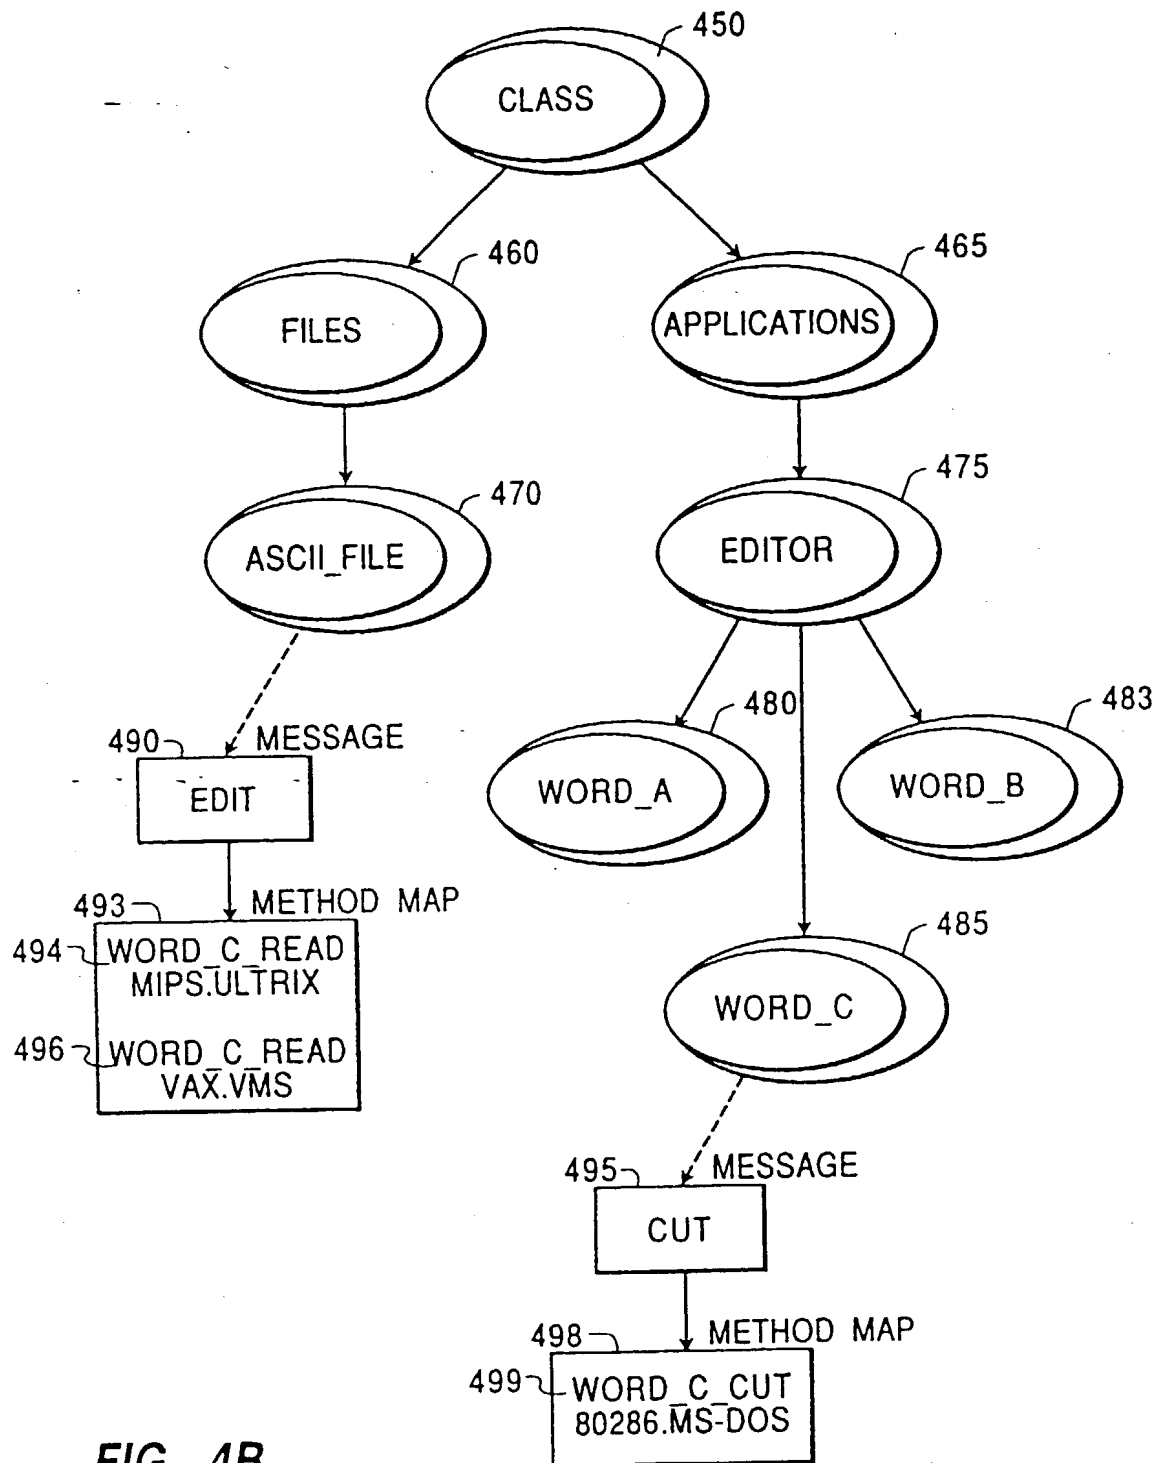 450
CLASS
460
465
FILES
APPLICATIONS
470
475
ASCII_FILE
EDITOR
480
483
490
MESSAGE
WORD_A
WORD_B
EDIT
493
METHOD MAP
494
WORD_C_READ
MIPS.ULTRIX
485
WORD_C
496
WORD_C_READ
VAX.VMS
495
MESSAGE
CUT
498
METHOD MAP
499
WORD_C_CUT
80286.MS-DOS
FIG. 4B